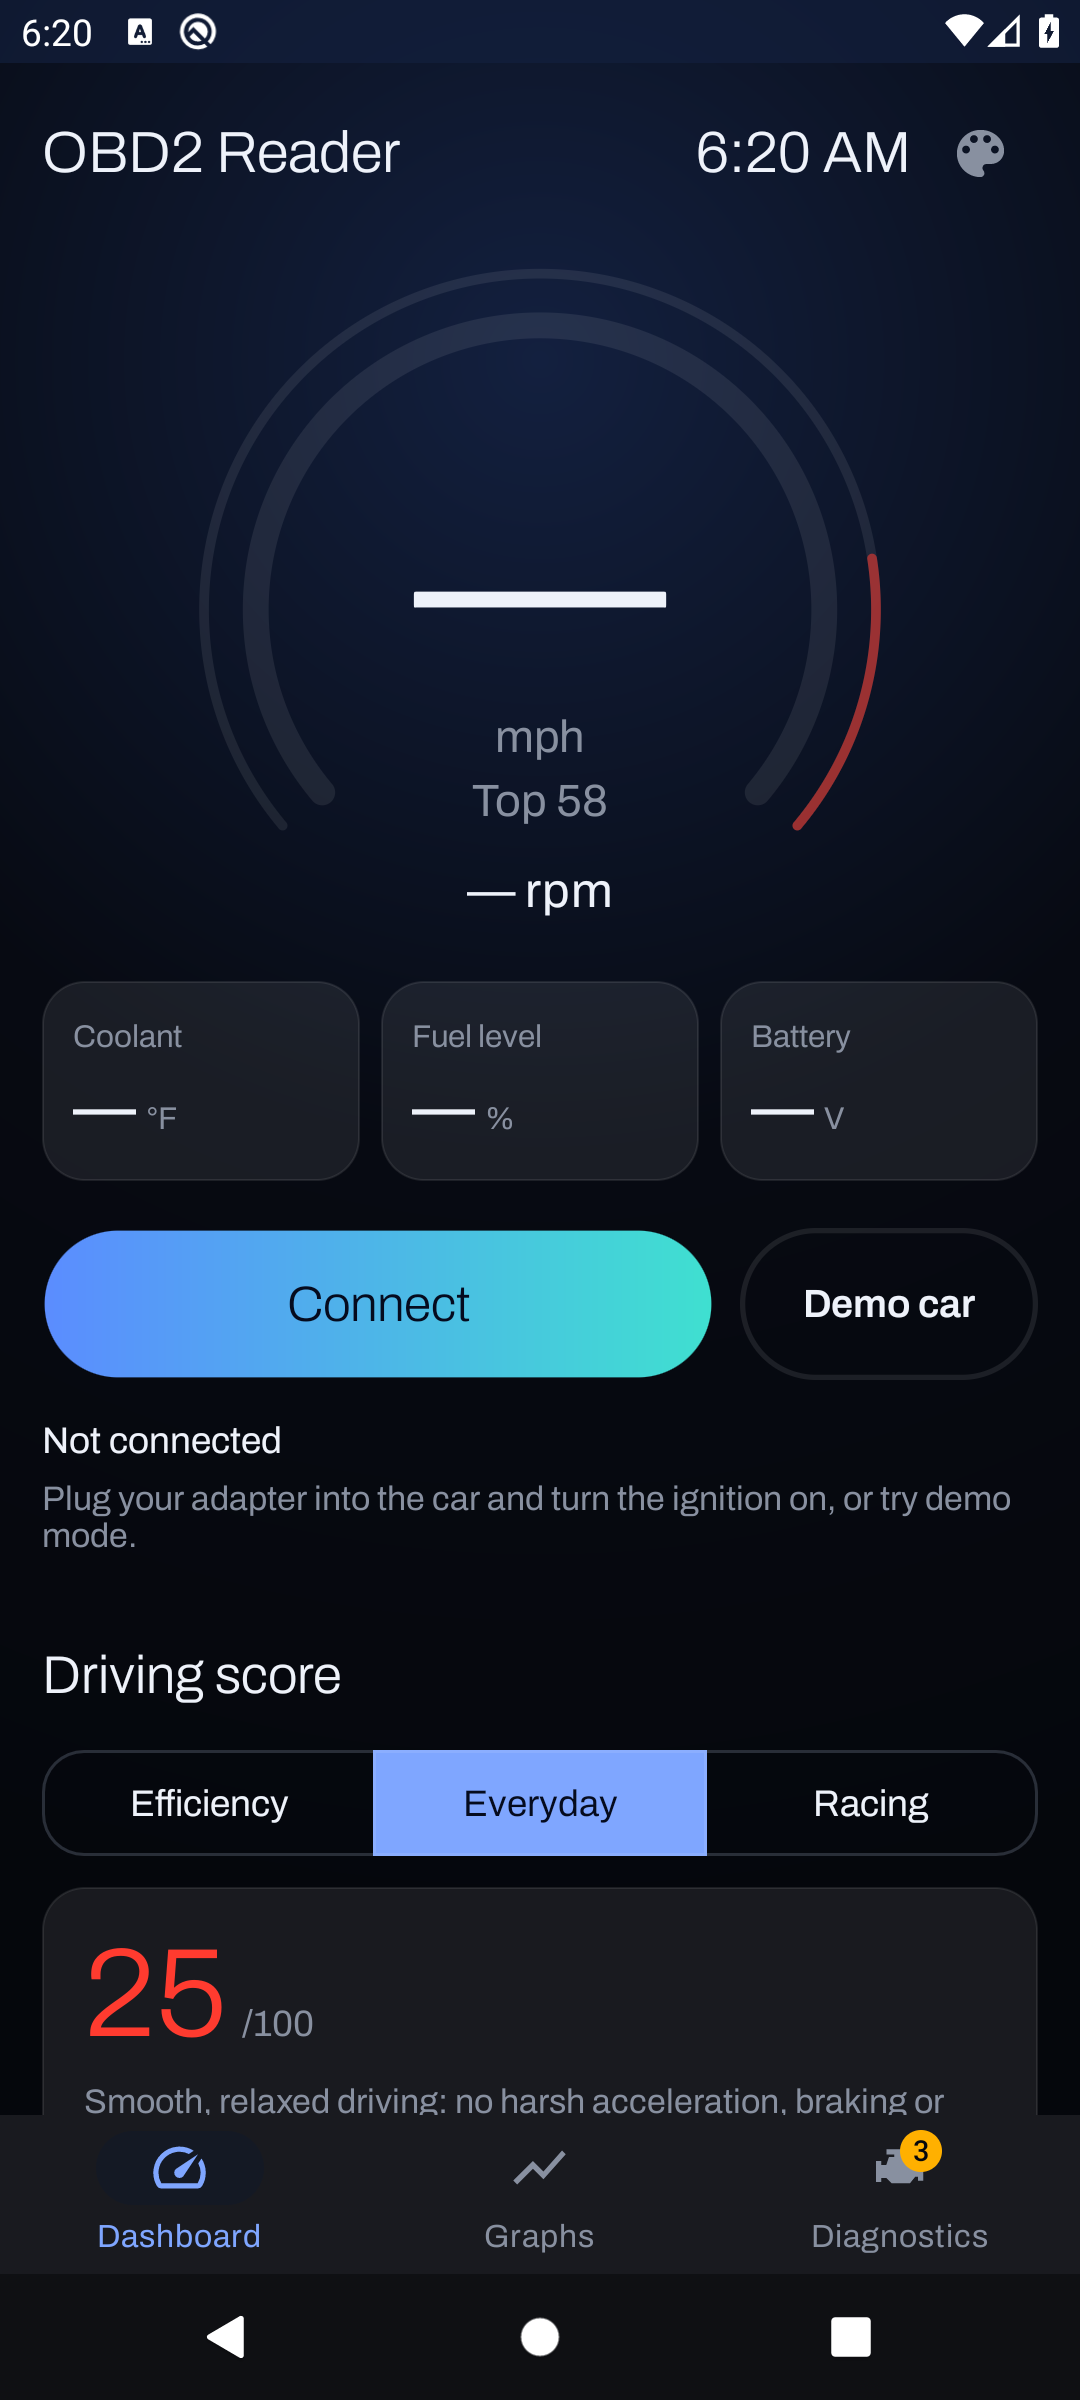 6:20
OBD2 Reader
6:20 AM
—
mph
Top 58
— rpm
Coolant
— °F
Fuel level
— %
Battery
— V
Connect
Demo car
Not connected
Plug your adapter into the car and turn the ignition on, or try demo
mode.
Driving score
Efficiency
Everyday
Racing
25 /100
Smooth, relaxed driving: no harsh acceleration, braking or
3
Dashboard
Graphs
Diagnostics